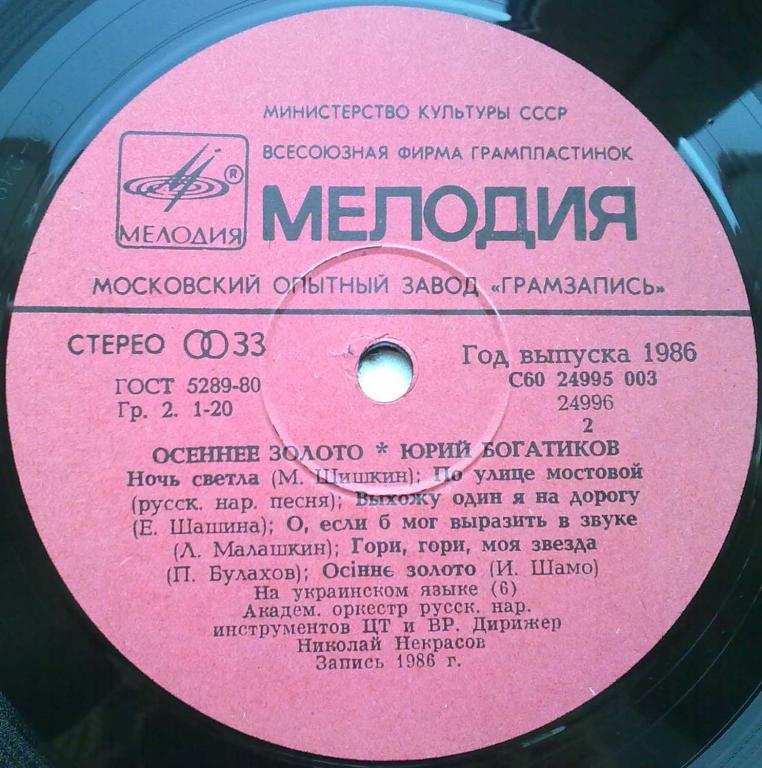 МИНИСТЕРСТВО КУЛЬТУРЫ СССР
ВСЕСОЮЗНАЯ ФИРМА ГРАМПЛАСТИНОК
®
МЕЛОДИЯ
МЕЛОДИЯ
МОСКОВСКИЙ ОПЫТНЫЙ ЗАВОД «ГРАМЗАПИСЬ»
СТЕРЕО 33
Год выпуска 1986
ГОСТ 5289-80
С60 24995 003
Гр. 2. 1-20
24996
2
ОСЕННЕЕ ЗОЛОТО * ЮРИЙ БОГАТИКОВ
Ночь светла (М. Шишкин); По улице мостовой
(русск. нар. песня); Выхожу один я на дорогу
(Е. Шашина); О, если б мог выразить в звуке
(Л. Малашкин); Гори, гори, моя звезда
(П. Булахов); Осіннє золото (И. Шамо)
На украинском языке (6)
Академ. оркестр русск. нар.
инструментов ЦТ и ВР. Дирижер
Николай Некрасов
Запись 1986 г.